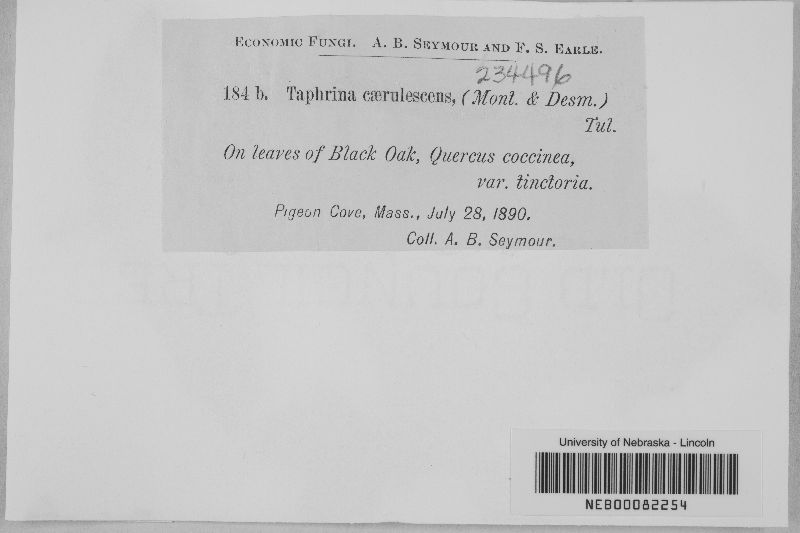 Economic Fungi. A. B. Seymour and F. S. Earle.
234496
184 b. Taphrina cærulescens, (Mont. & Desm.)
Tul.
On leaves of Black Oak, Quercus coccinea,
var. tinctoria.
Pigeon Cove, Mass., July 28, 1890.
Coll. A. B. Seymour.
University of Nebraska - Lincoln
NEB00082254